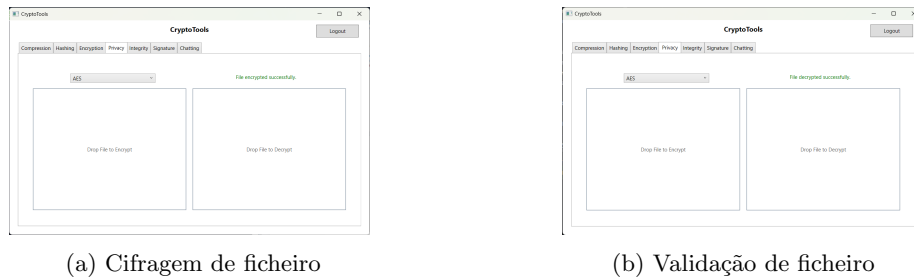 CryptoTools
CryptoTools
Logout
Compression Hashing Encryption Privacy Integrity Signature Chatting
AES
File encrypted successfully.
Drop File to Encrypt
Drop File to Decrypt
(a) Cifragem de ficheiro
CryptoTools
CryptoTools
Logout
Compression Hashing Encryption Privacy Integrity Signature Chatting
AES
File decrypted successfully.
Drop File to Encrypt
Drop File to Decrypt
(b) Validação de ficheiro